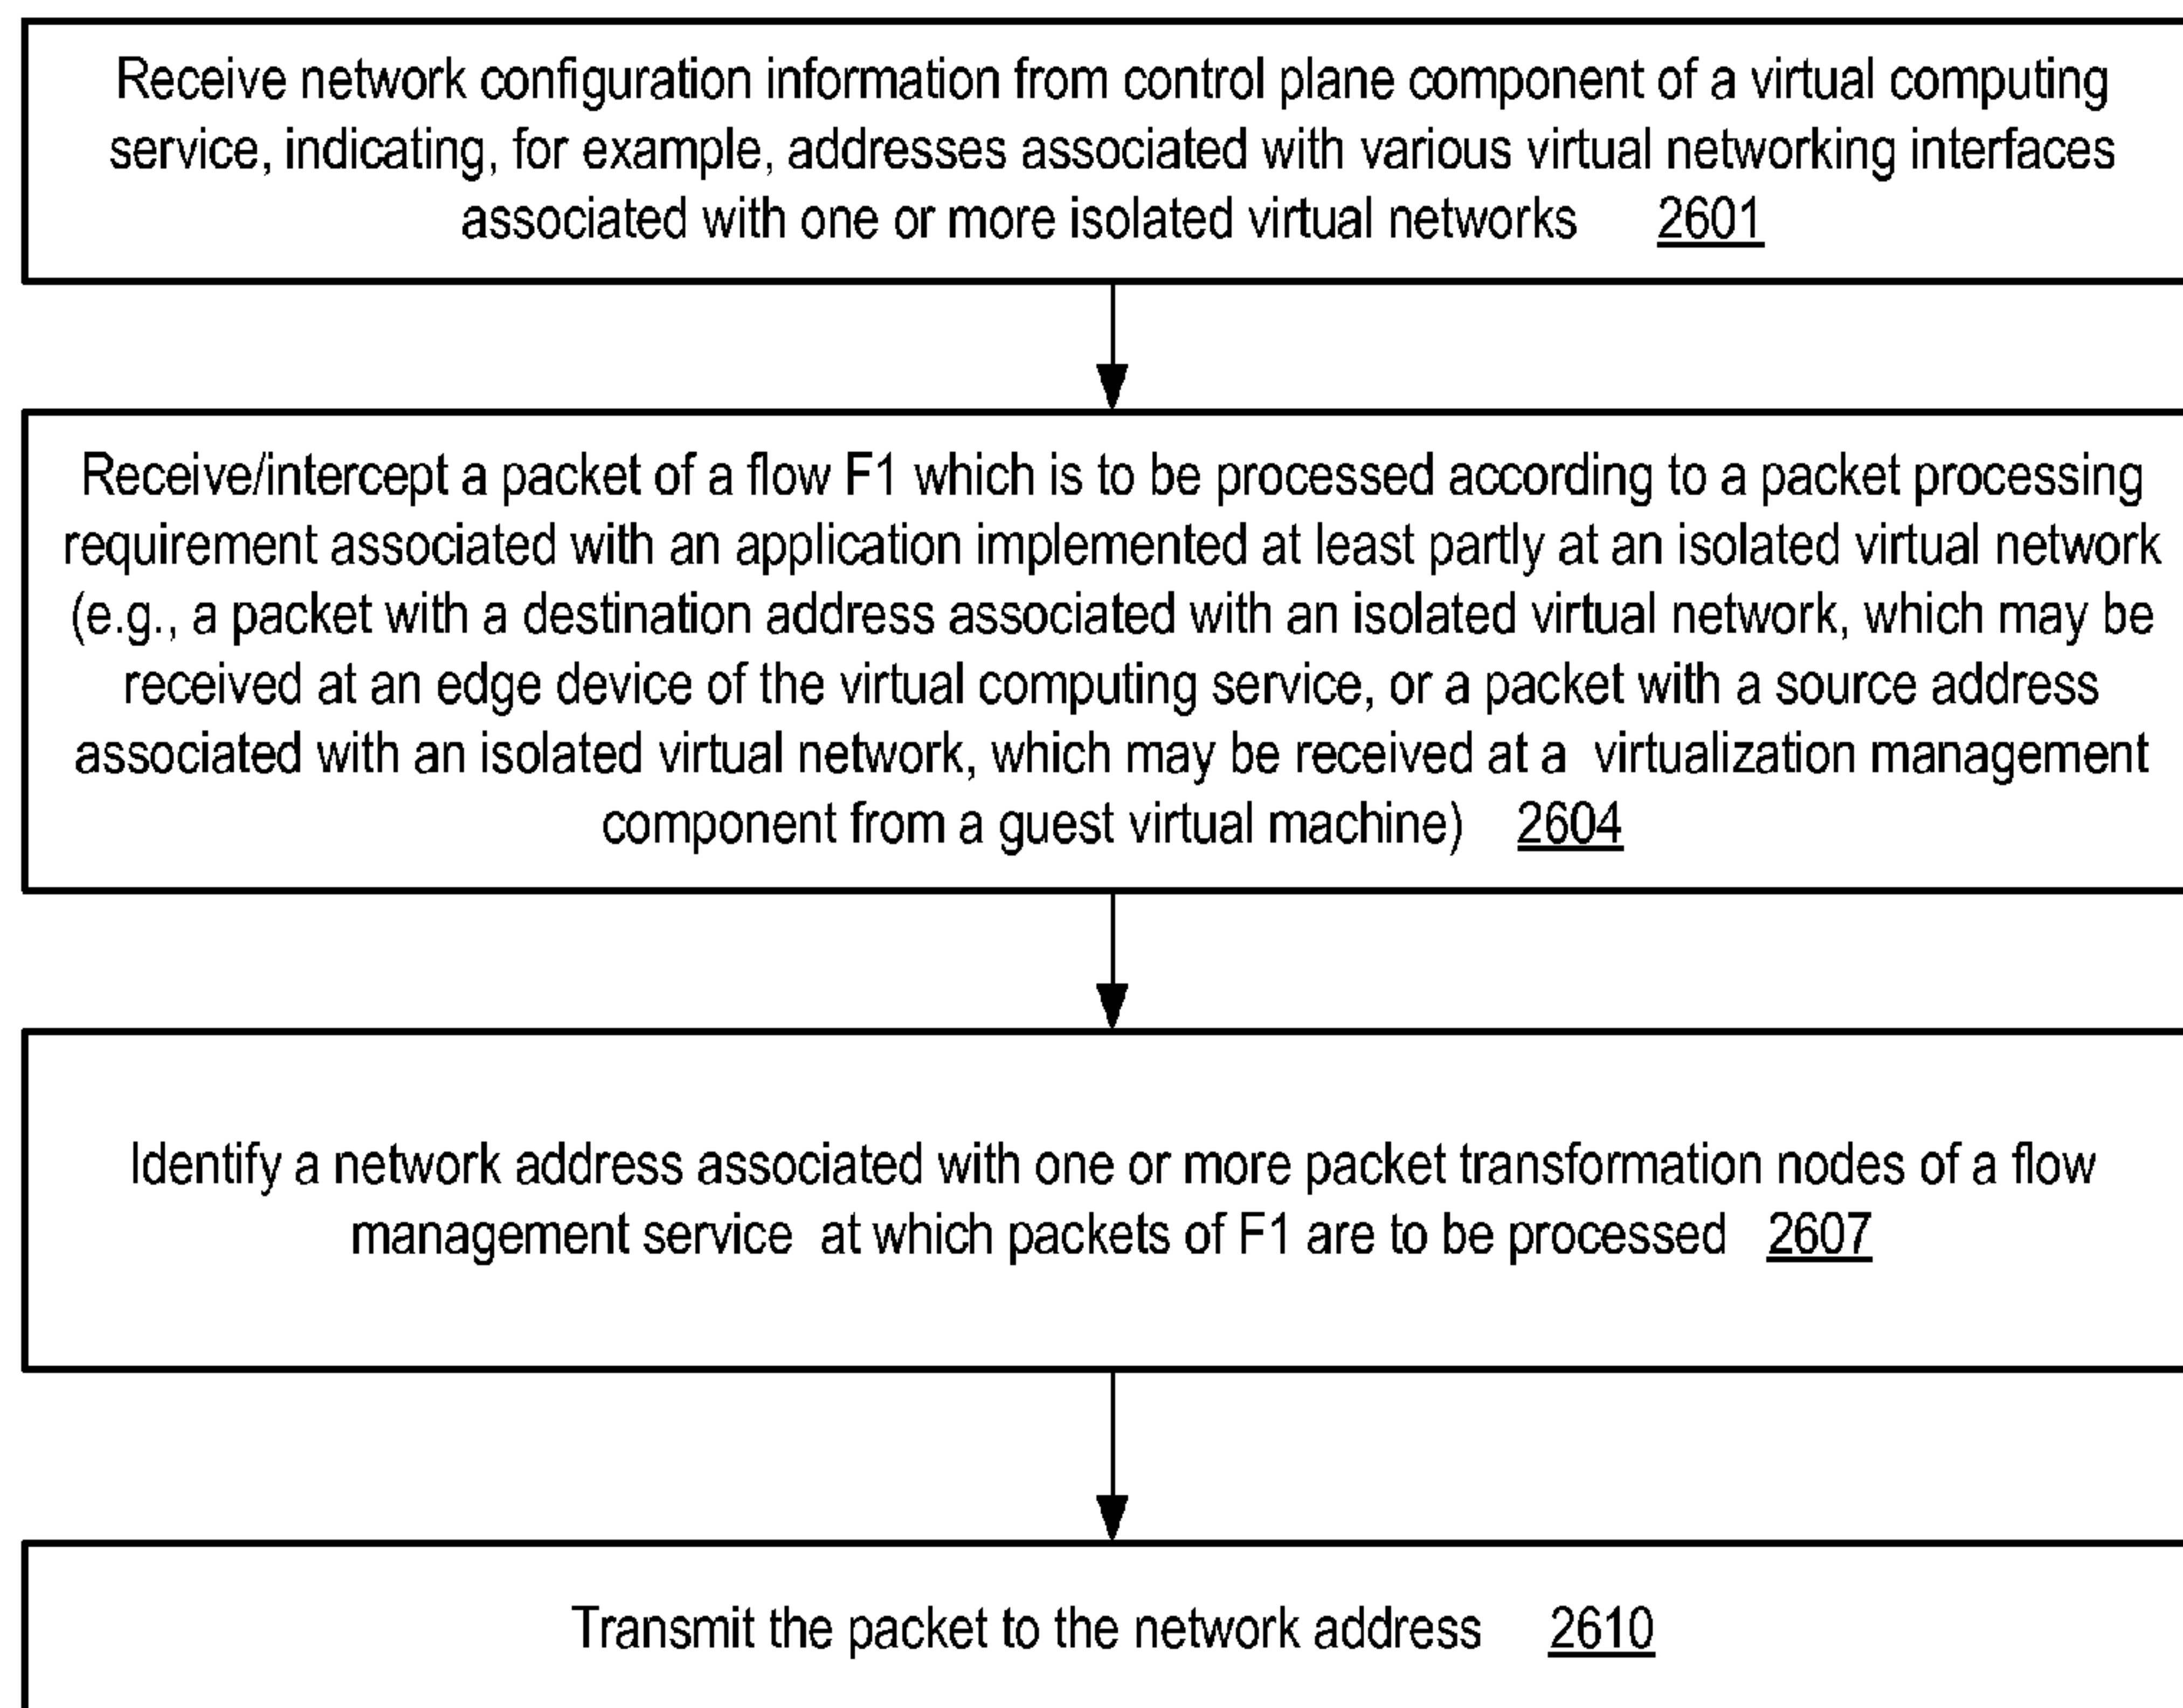 Receive network configuration information from control plane component of a virtual computing
service, indicating, for example, addresses associated with various virtual networking interfaces
associated with one or more isolated virtual networks 2601
Receive/intercept a packet of a flow F1 which is to be processed according to a packet processing
requirement associated with an application implemented at least partly at an isolated virtual network
(e.g., a packet with a destination address associated with an isolated virtual network, which may be
received at an edge device of the virtual computing service, or a packet with a source address
associated with an isolated virtual network, which may be received at a virtualization management
component from a guest virtual machine) 2604
Identify a network address associated with one or more packet transformation nodes of a flow
management service at which packets of F1 are to be processed 2607
Transmit the packet to the network address 2610